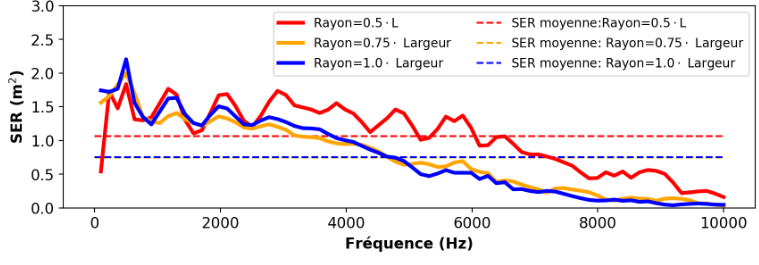 3.0
2.5
2.0
1.5
1.0
0.5
0.0
SER (m²)
Rayon=0.5 · L
Rayon=0.75 · Largeur
Rayon=1.0 · Largeur
SER moyenne:Rayon=0.5 · L
SER moyenne: Rayon=0.75 · Largeur
SER moyenne: Rayon=1.0 · Largeur
0 2000 4000 6000 8000 10000
Fréquence (Hz)